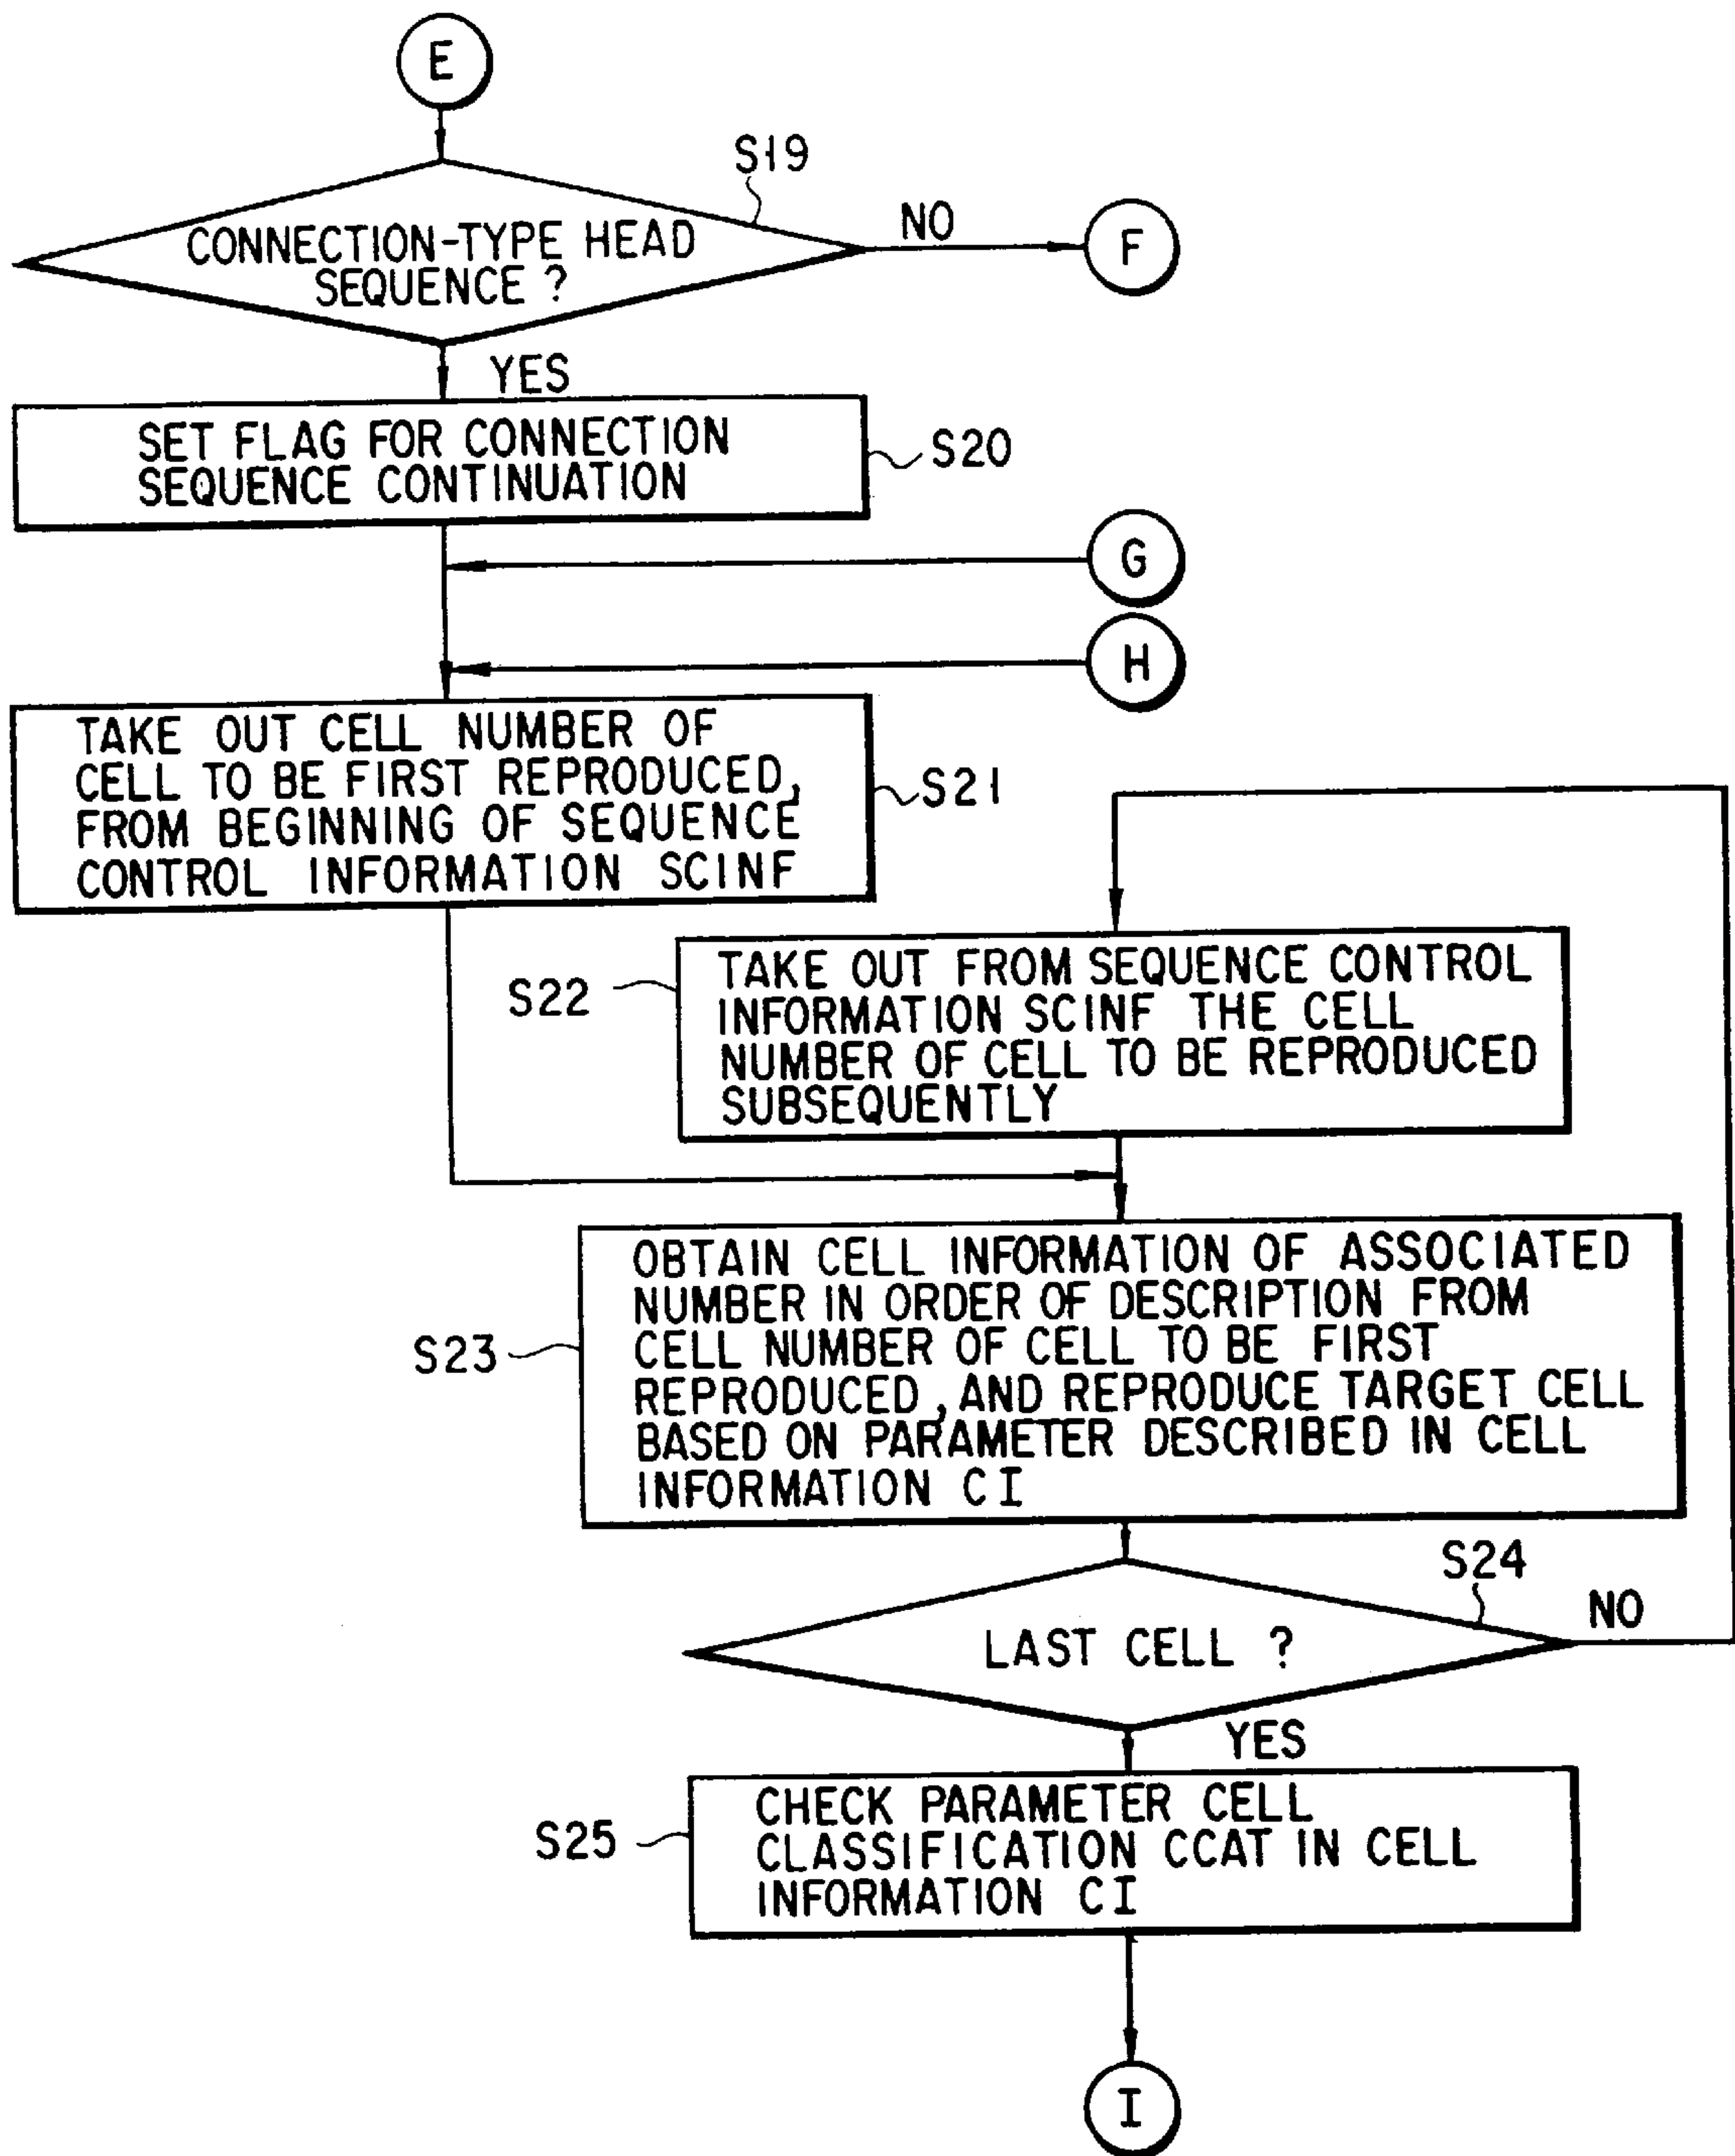 E
S19
CONNECTION-TYPE HEAD
SEQUENCE ?
NO
F
YES
SET FLAG FOR CONNECTION
SEQUENCE CONTINUATION
S20
G
H
TAKE OUT CELL NUMBER OF
CELL TO BE FIRST REPRODUCED,
FROM BEGINNING OF SEQUENCE
CONTROL INFORMATION SCINF
S21
S22
TAKE OUT FROM SEQUENCE CONTROL
INFORMATION SCINF THE CELL
NUMBER OF CELL TO BE REPRODUCED
SUBSEQUENTLY
S23
OBTAIN CELL INFORMATION OF ASSOCIATED
NUMBER IN ORDER OF DESCRIPTION FROM
CELL NUMBER OF CELL TO BE FIRST
REPRODUCED, AND REPRODUCE TARGET CELL
BASED ON PARAMETER DESCRIBED IN CELL
INFORMATION CI
S24
LAST CELL ?
NO
YES
S25
CHECK PARAMETER CELL
CLASSIFICATION CCAT IN CELL
INFORMATION CI
I